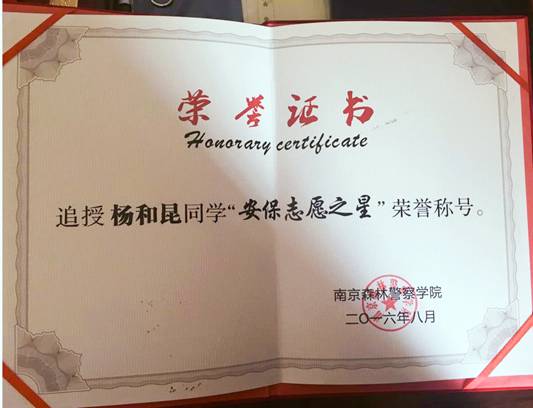 荣誉证书
Honorary certificate
追授杨和昆同学“安保志愿之星”荣誉称号。
南京森林警察学院
二〇一六年八月